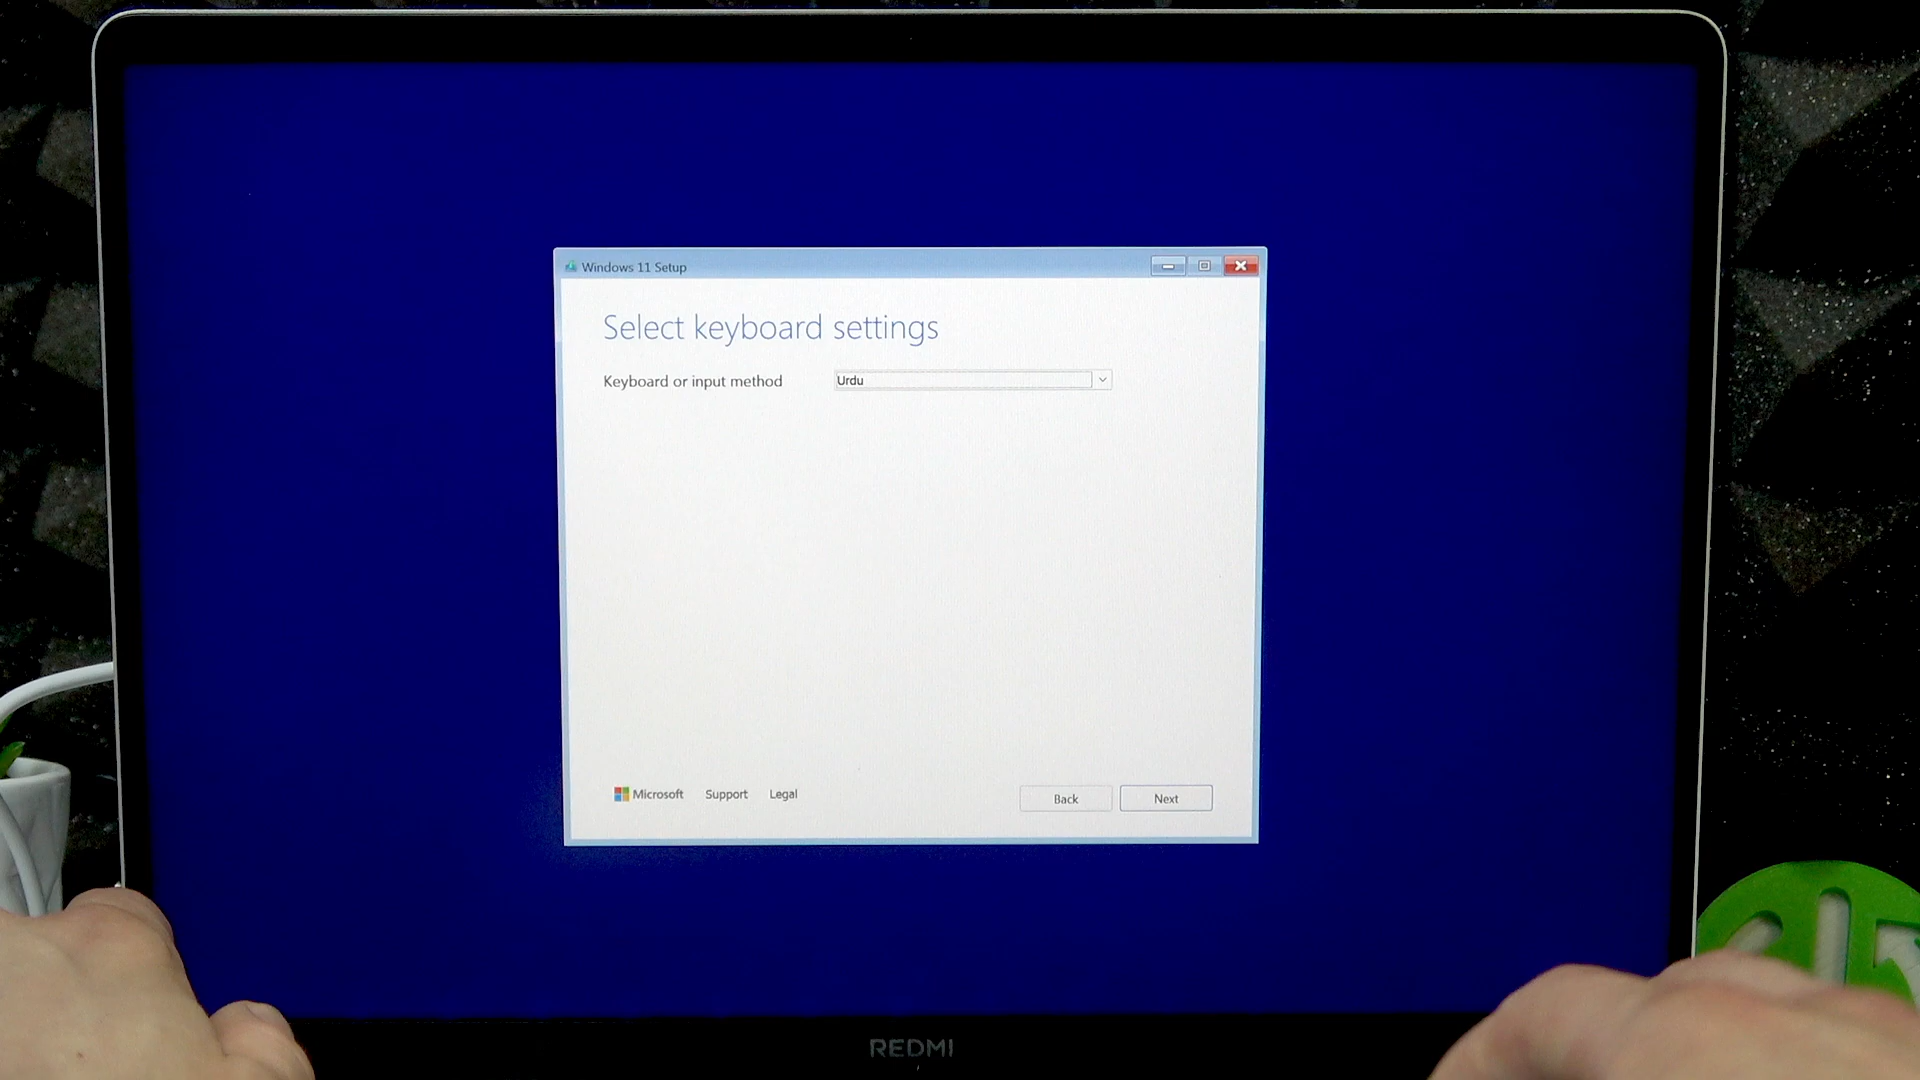 Windows 11 Setup
Select keyboard settings
Keyboard or input method
Urdu
Microsoft Support Legal
Back
Next
REDMI